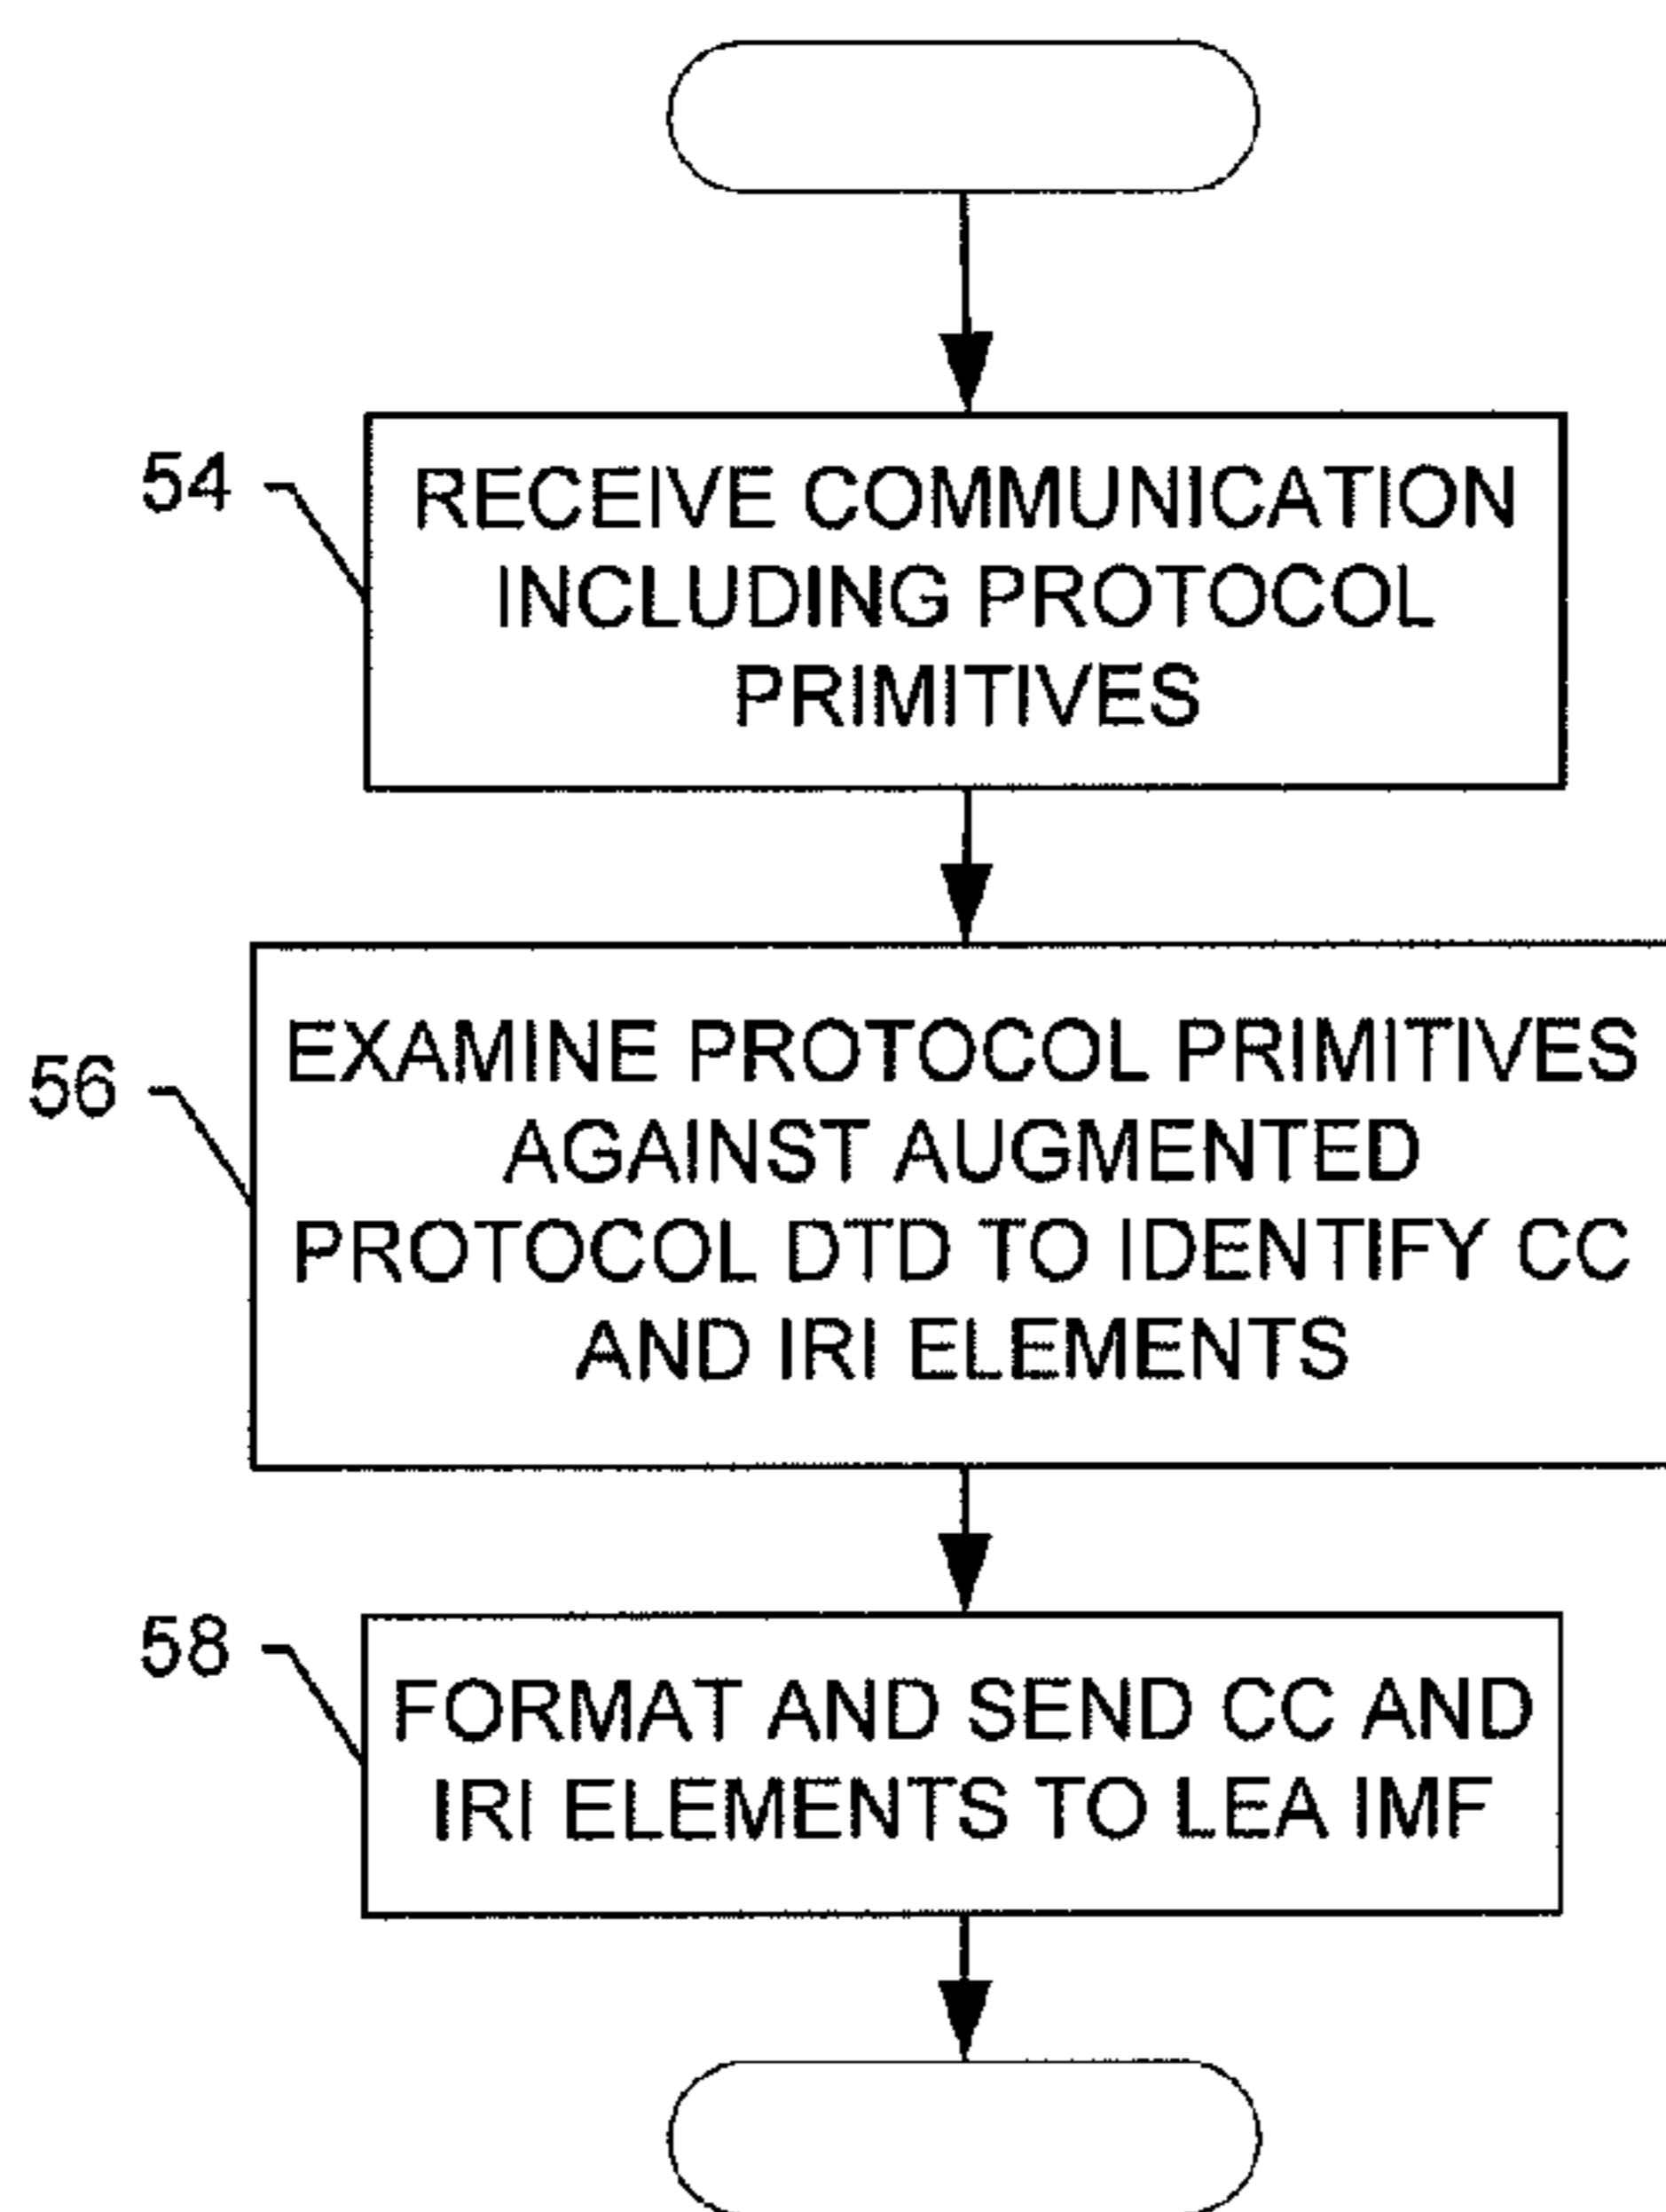 54
RECEIVE COMMUNICATION
INCLUDING PROTOCOL
PRIMITIVES
56
EXAMINE PROTOCOL PRIMITIVES
AGAINST AUGMENTED
PROTOCOL DTD TO IDENTIFY CC
AND IRI ELEMENTS
58
FORMAT AND SEND CC AND
IRI ELEMENTS TO LEA IMF